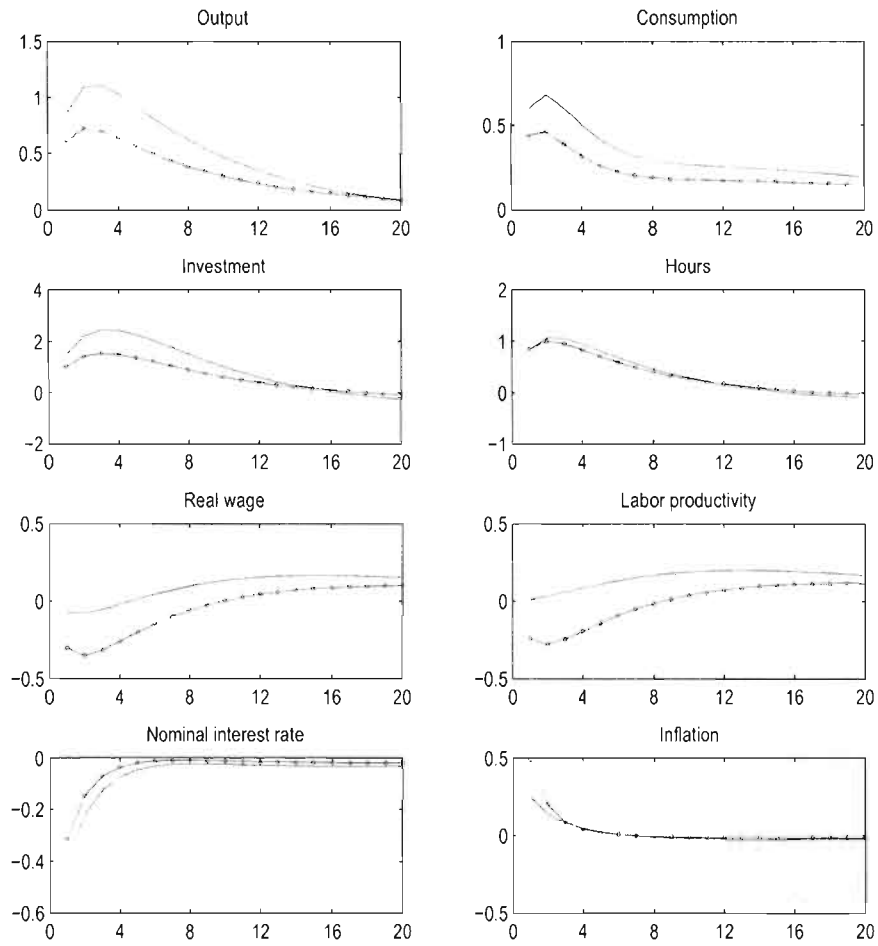 Output
1.5
1
0.5
0
0 4 8 12 16 20
Consumption
1
0.5
0
0 4 8 12 16 20
Investment
4
2
0
−2
0 4 8 12 16 20
Hours
2
1
0
−1
0 4 8 12 16 20
Real wage
0.5
0
−0.5
0 4 8 12 16 20
Labor productivity
0.5
0
−0.5
0 4 8 12 16 20
Nominal interest rate
0
−0.2
−0.4
−0.6
0 4 8 12 16 20
Inflation
0.5
0
−0.5
0 4 8 12 16 20